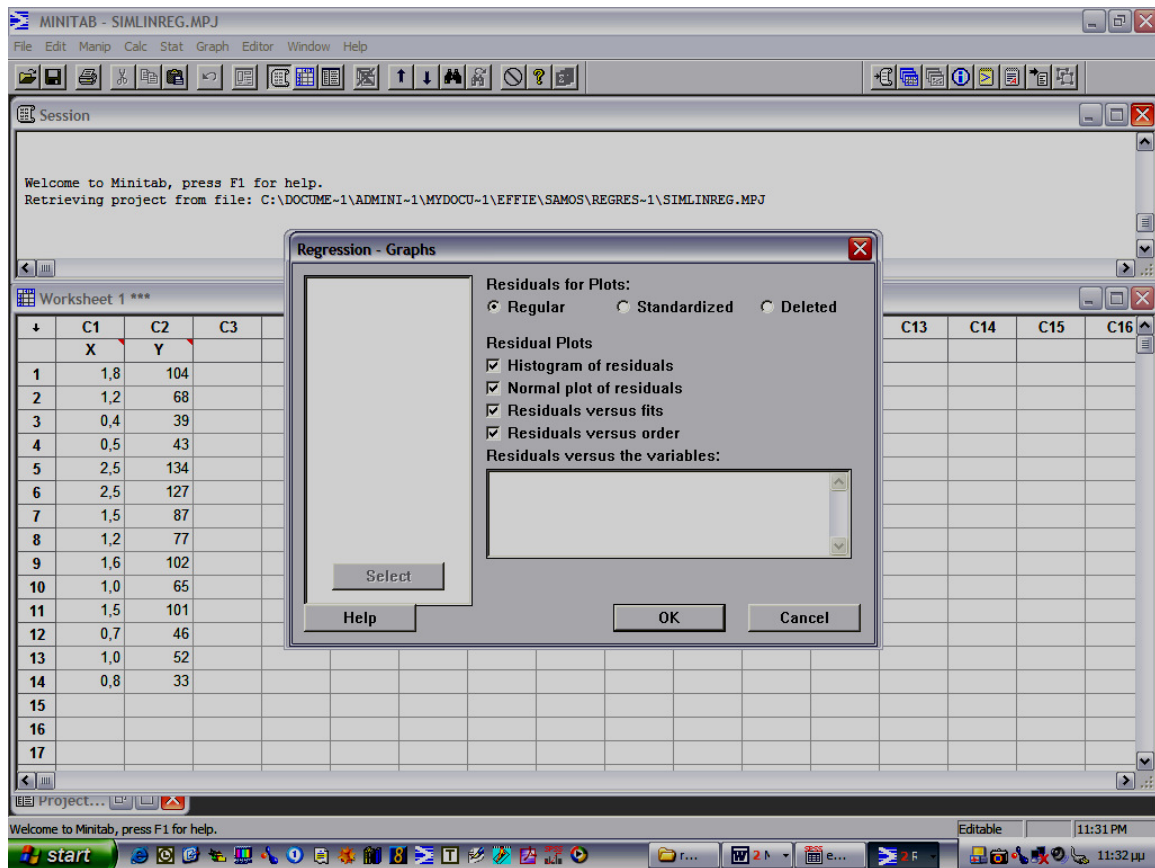 MINITAB - SIMLINREG.MPJ
File Edit Manip Calc Stat Graph Editor Window Help
Session
Welcome to Minitab, press F1 for help.
Retrieving project from file: C:\DOCUME~1\ADMINI~1\MYDOCU~1\EFFIE\SAMOS\REGRES~1\SIMLINREG.MPJ
Regression - Graphs
Residuals for Plots:
Regular Standardized Deleted
Residual Plots
Histogram of residuals
Normal plot of residuals
Residuals versus fits
Residuals versus order
Residuals versus the variables:
Select
Help OK Cancel
Worksheet 1 ***
C1 C2 C3 C13 C14 C15 C16
X Y
1 1,8 104
2 1,2 68
3 0,4 39
4 0,5 43
5 2,5 134
6 2,5 127
7 1,5 87
8 1,2 77
9 1,6 102
10 1,0 65
11 1,5 101
12 0,7 46
13 1,0 52
14 0,8 33
15
16
17
Project...
Welcome to Minitab, press F1 for help. Editable 11:31 PM
start r... 2 e... 2 F 11:32 μμ